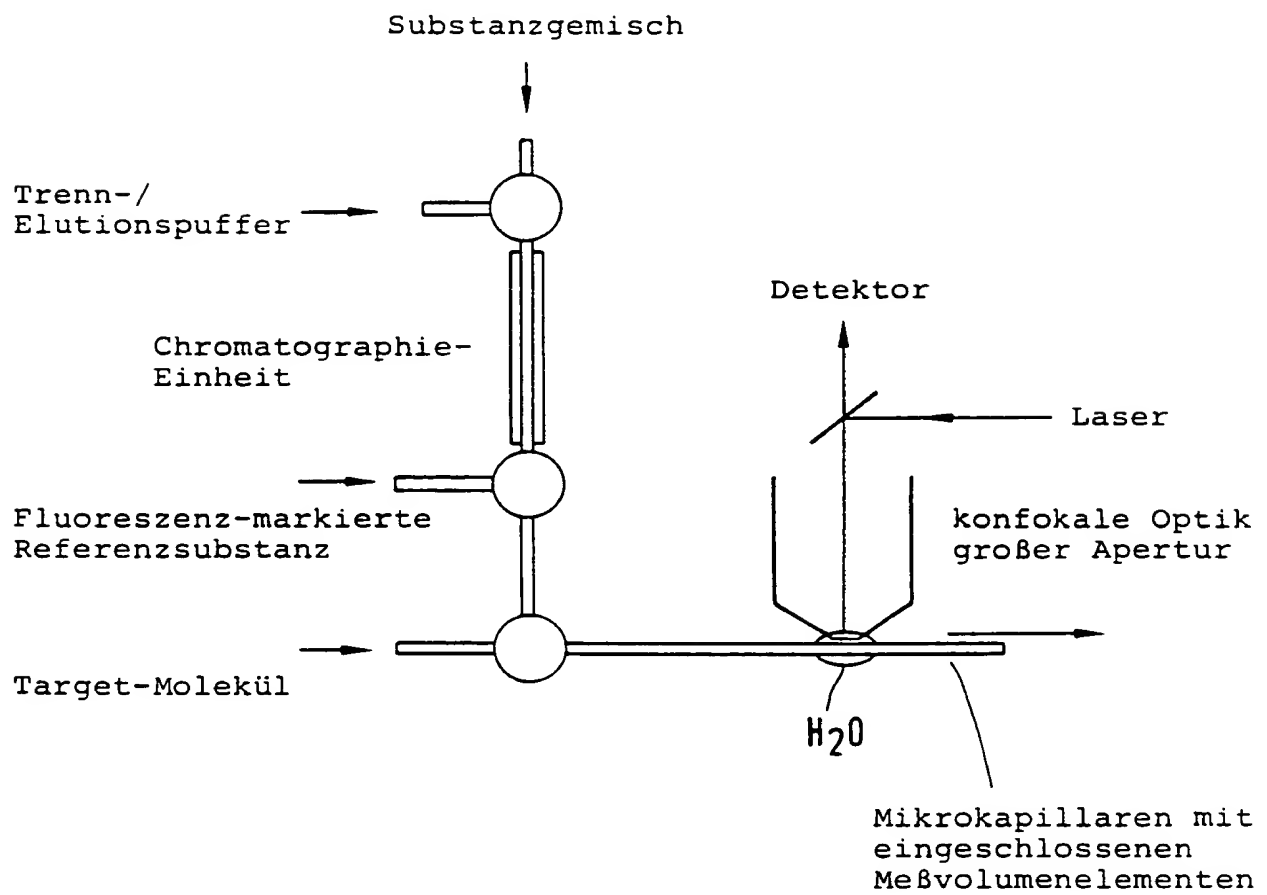 Substanzgemisch
Trenn-/
Elutionspuffer
Detektor
Chromatographie-
Einheit
Laser
Fluoreszenz-markierte
Referenzsubstanz
konfokale Optik
großer Apertur
Target-Molekül
H2O
Mikrokapillaren mit
eingeschlossenen
Meßvolumenelementen